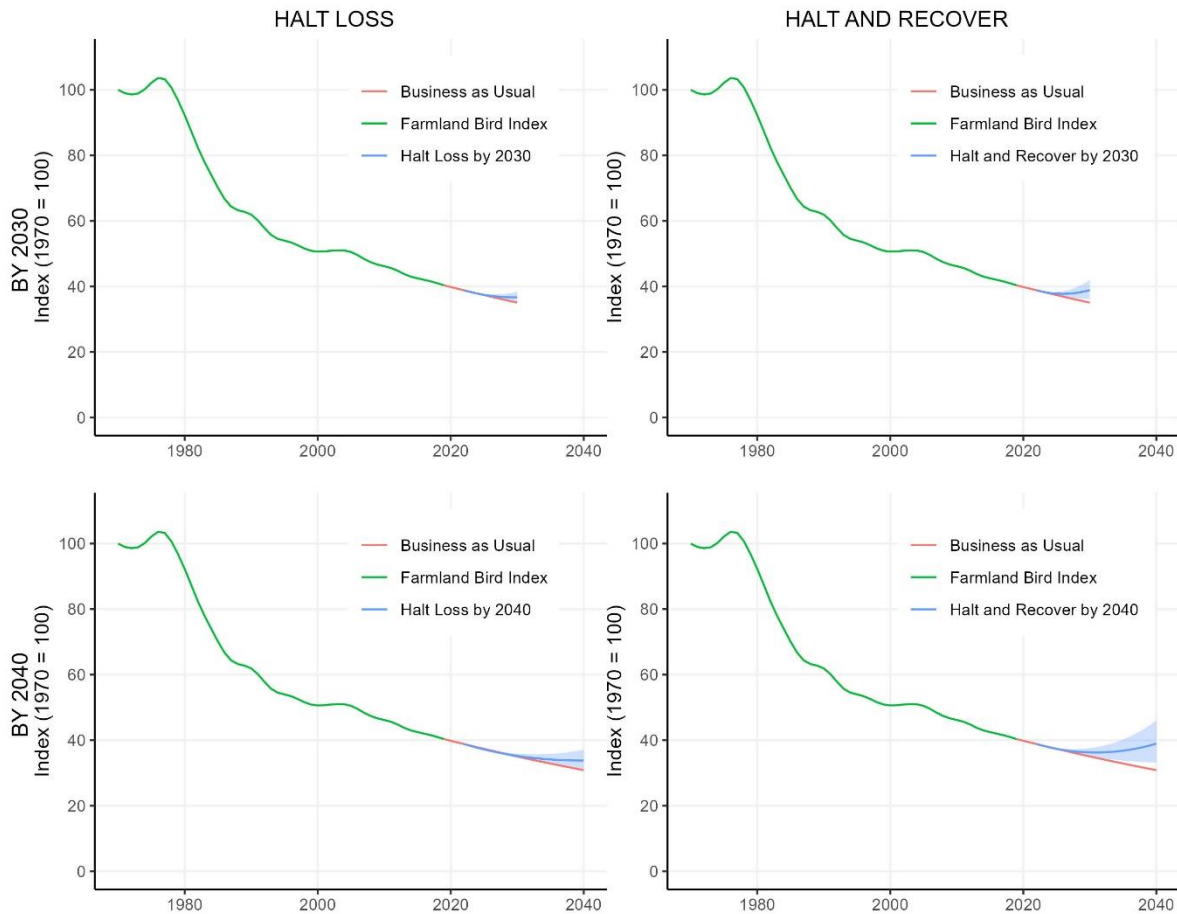 HALT LOSS
HALT AND RECOVER
BY 2030
Index (1970 = 100)
100
80
60
40
20
0
Business as Usual
Farmland Bird Index
Halt Loss by 2030
1980
2000
2020
2040
Index (1970 = 100)
100
80
60
40
20
0
Business as Usual
Farmland Bird Index
Halt and Recover by 2030
1980
2000
2020
2040
BY 2040
Index (1970 = 100)
100
80
60
40
20
0
Business as Usual
Farmland Bird Index
Halt Loss by 2040
1980
2000
2020
2040
Index (1970 = 100)
100
80
60
40
20
0
Business as Usual
Farmland Bird Index
Halt and Recover by 2040
1980
2000
2020
2040